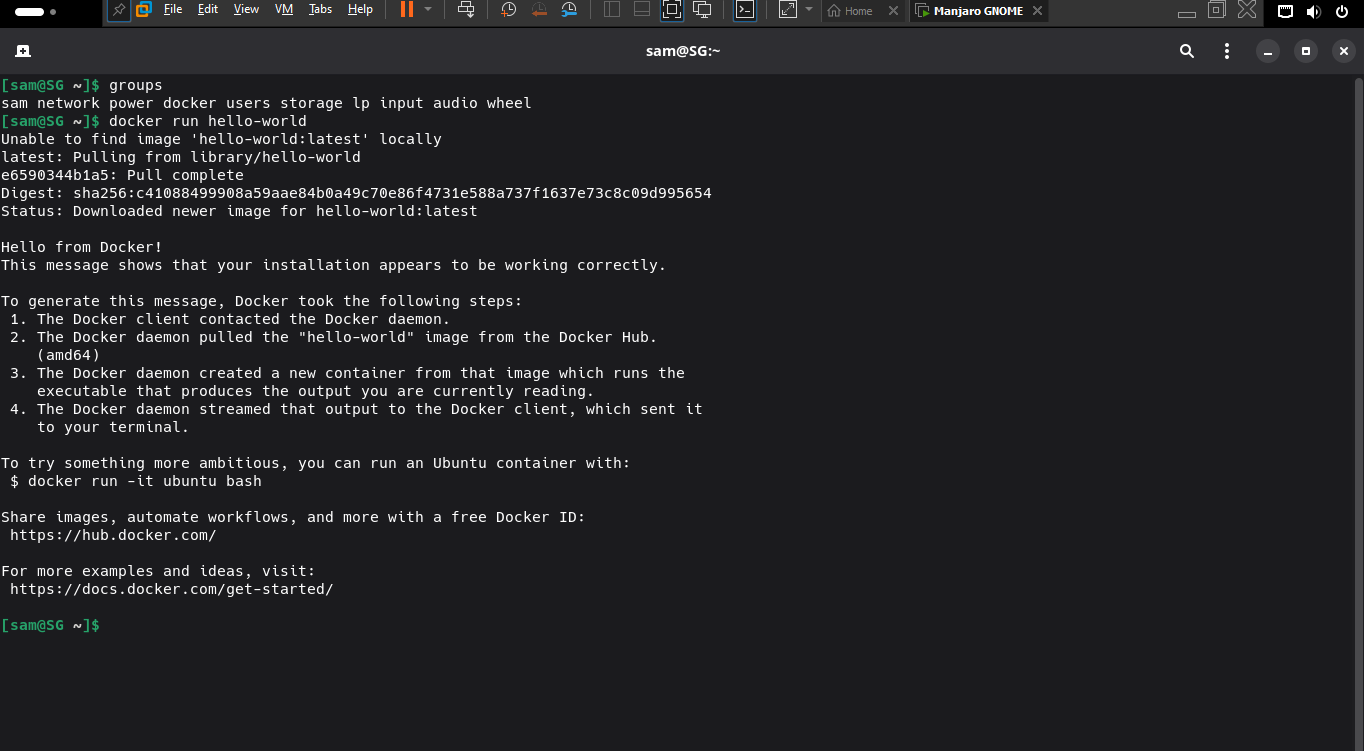 File Edit View VM Tabs Help Home Manjaro GNOME
sam@SG:~
[sam@SG ~]$ groups
sam network power docker users storage lp input audio wheel
[sam@SG ~]$ docker run hello-world
Unable to find image 'hello-world:latest' locally
latest: Pulling from library/hello-world
e6590344b1a5: Pull complete
Digest: sha256:c41088499908a59aae84b0a49c70e86f4731e588a737f1637e73c8c09d995654
Status: Downloaded newer image for hello-world:latest
Hello from Docker!
This message shows that your installation appears to be working correctly.
To generate this message, Docker took the following steps:
1. The Docker client contacted the Docker daemon.
2. The Docker daemon pulled the "hello-world" image from the Docker Hub.
(amd64)
3. The Docker daemon created a new container from that image which runs the
executable that produces the output you are currently reading.
4. The Docker daemon streamed that output to the Docker client, which sent it
to your terminal.
To try something more ambitious, you can run an Ubuntu container with:
$ docker run -it ubuntu bash
Share images, automate workflows, and more with a free Docker ID:
https://hub.docker.com/
For more examples and ideas, visit:
https://docs.docker.com/get-started/
[sam@SG ~]$